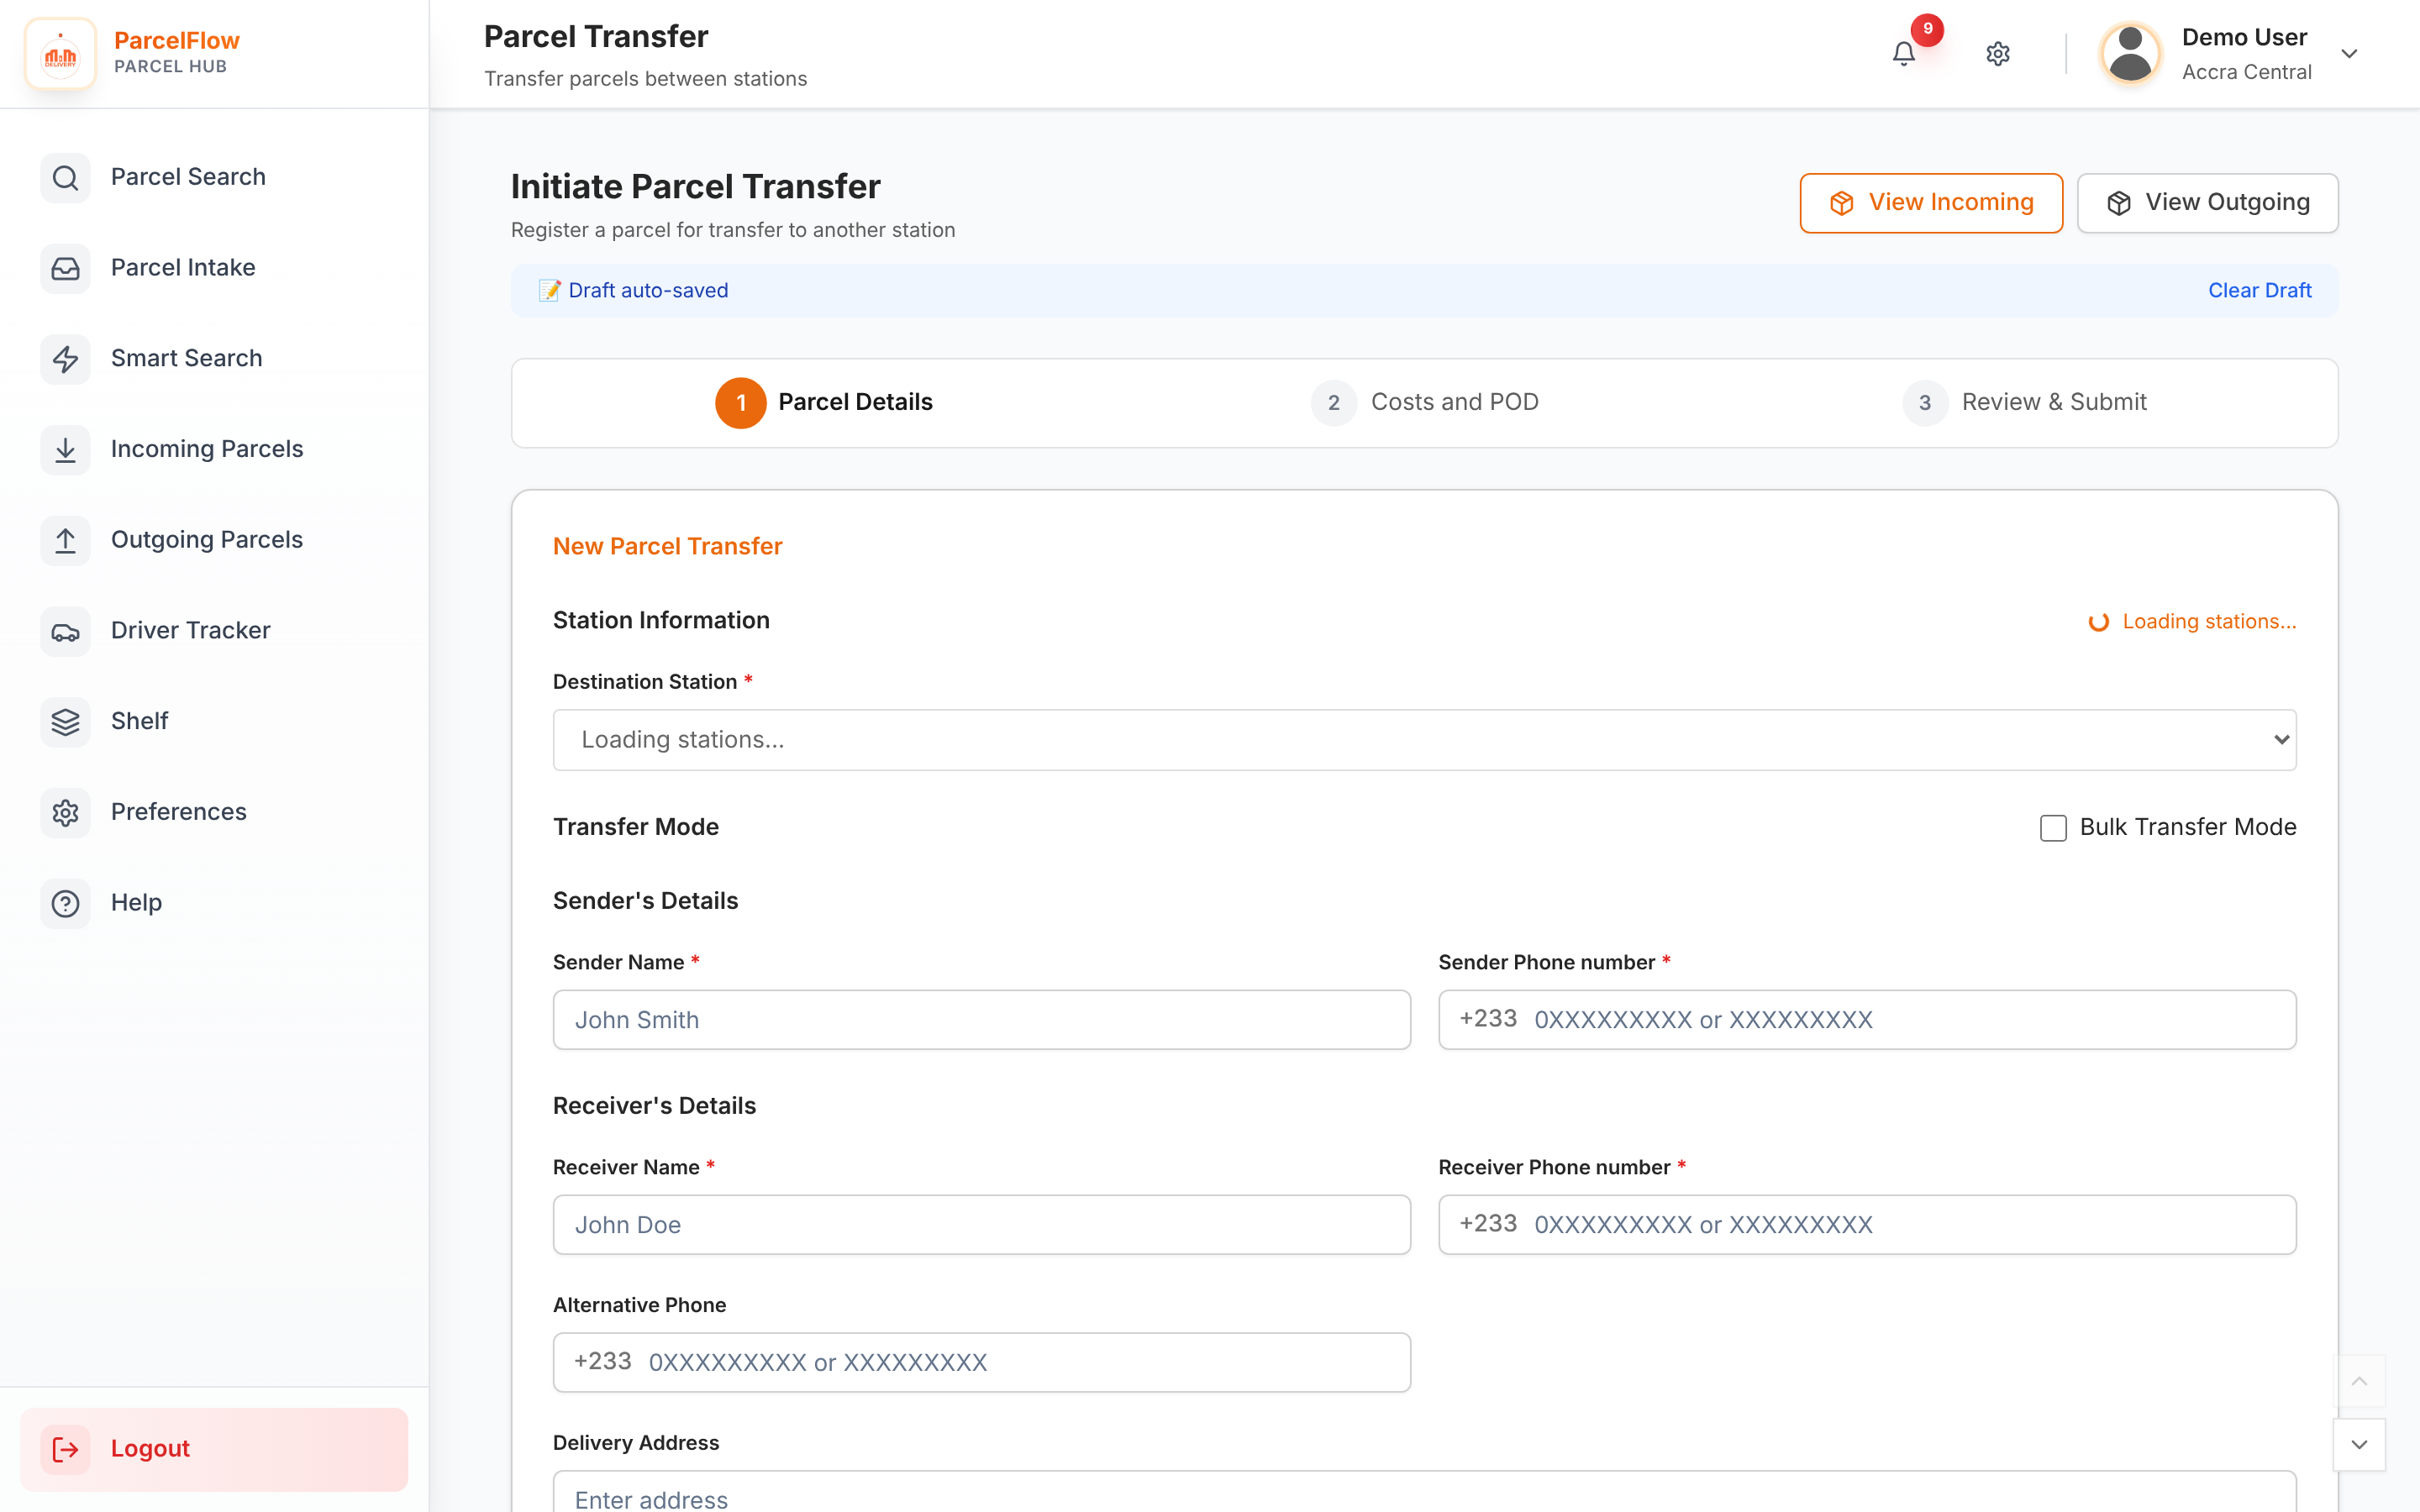 DELIVERY
ParcelFlow
PARCEL HUB
Parcel Search
Parcel Intake
Smart Search
Incoming Parcels
Outgoing Parcels
Driver Tracker
Shelf
Preferences
Help
Logout
Parcel Transfer
Transfer parcels between stations
9
Demo User
Accra Central
Initiate Parcel Transfer
Register a parcel for transfer to another station
View Incoming
View Outgoing
📝 Draft auto-saved
Clear Draft
1 Parcel Details
2 Costs and POD
3 Review & Submit
New Parcel Transfer
Station Information
Loading stations...
Destination Station *
Loading stations...
Transfer Mode
Bulk Transfer Mode
Sender's Details
Sender Name *
John Smith
Sender Phone number *
+233 0XXXXXXXXX or XXXXXXXXX
Receiver's Details
Receiver Name *
John Doe
Receiver Phone number *
+233 0XXXXXXXXX or XXXXXXXXX
Alternative Phone
+233 0XXXXXXXXX or XXXXXXXXX
Delivery Address
Enter address